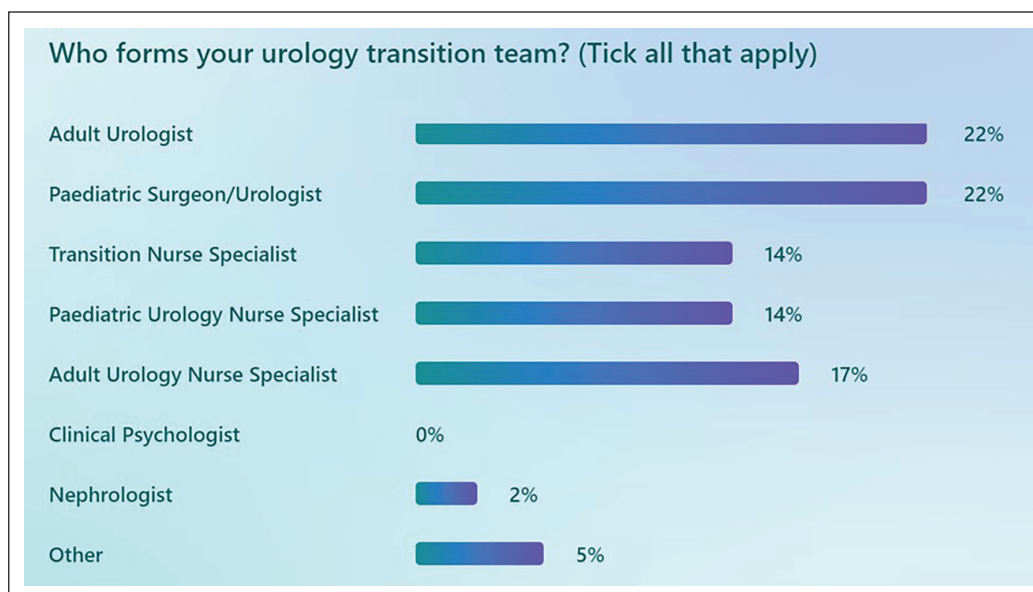 Who forms your urology transition team? (Tick all that apply)
Adult Urologist 22%
Paediatric Surgeon/Urologist 22%
Transition Nurse Specialist 14%
Paediatric Urology Nurse Specialist 14%
Adult Urology Nurse Specialist 17%
Clinical Psychologist 0%
Nephrologist 2%
Other 5%